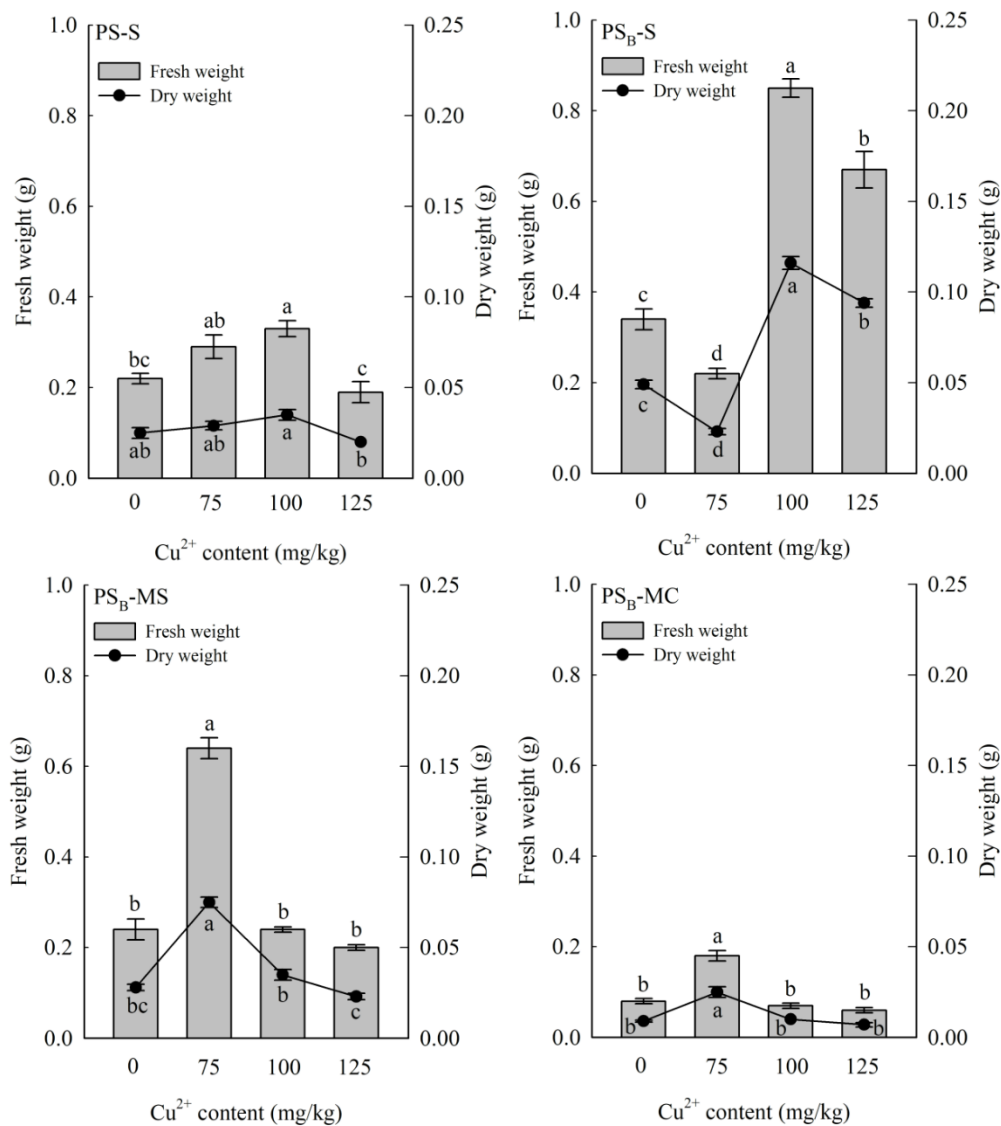 PS-S
Fresh weight
Dry weight
Fresh weight (g)
1.0
0.8
0.6
0.4
0.2
0.0
Dry weight (g)
0.25
0.20
0.15
0.10
0.05
0.00
bc ab a c
ab ab a b
0 75 100 125
Cu²⁺ content (mg/kg)
PS_B-S
Fresh weight
Dry weight
Fresh weight (g)
1.0
0.8
0.6
0.4
0.2
0.0
Dry weight (g)
0.25
0.20
0.15
0.10
0.05
0.00
c d a b
c d a b
0 75 100 125
Cu²⁺ content (mg/kg)
PS_B-MS
Fresh weight
Dry weight
Fresh weight (g)
1.0
0.8
0.6
0.4
0.2
0.0
Dry weight (g)
0.25
0.20
0.15
0.10
0.05
0.00
b a b b
bc a b c
0 75 100 125
Cu²⁺ content (mg/kg)
PS_B-MC
Fresh weight
Dry weight
Fresh weight (g)
1.0
0.8
0.6
0.4
0.2
0.0
Dry weight (g)
0.25
0.20
0.15
0.10
0.05
0.00
b a b b
b a b b
0 75 100 125
Cu²⁺ content (mg/kg)